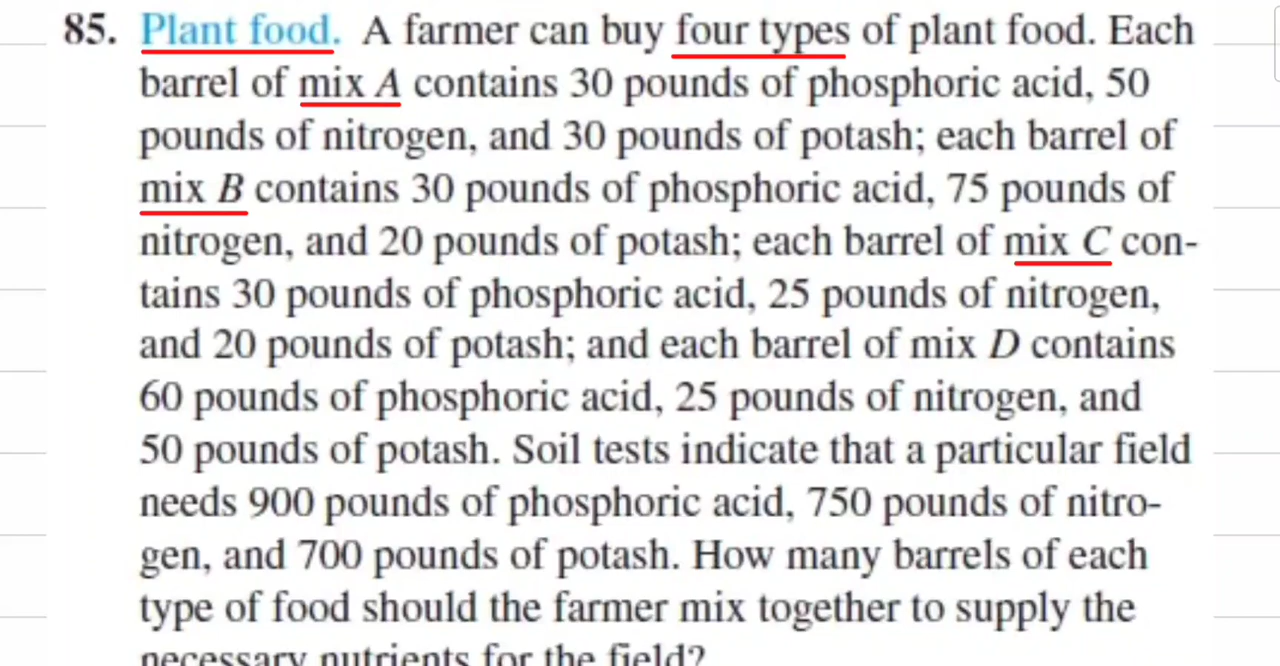 85. Plant food. A farmer can buy four types of plant food. Each
barrel of mix A contains 30 pounds of phosphoric acid, 50
pounds of nitrogen, and 30 pounds of potash; each barrel of
mix B contains 30 pounds of phosphoric acid, 75 pounds of
nitrogen, and 20 pounds of potash; each barrel of mix C con-
tains 30 pounds of phosphoric acid, 25 pounds of nitrogen,
and 20 pounds of potash; and each barrel of mix D contains
60 pounds of phosphoric acid, 25 pounds of nitrogen, and
50 pounds of potash. Soil tests indicate that a particular field
needs 900 pounds of phosphoric acid, 750 pounds of nitro-
gen, and 700 pounds of potash. How many barrels of each
type of food should the farmer mix together to supply the
necessary nutrients for the field?